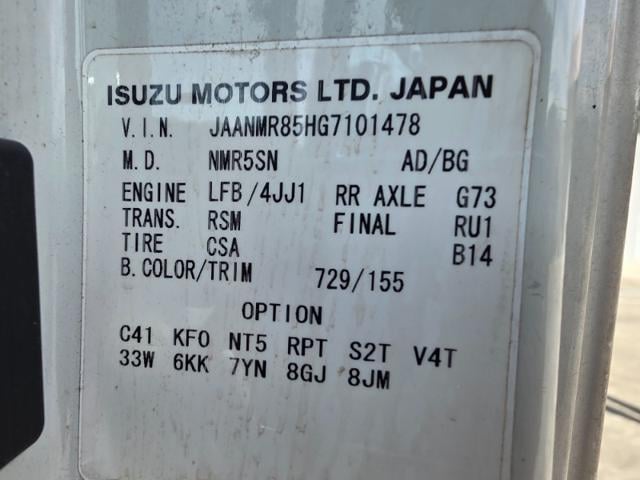 ISUZU MOTORS LTD. JAPAN
V.I.N. JAANMR85HG7101478
M.D. NMR5SN AD/BG
ENGINE LFB/4JJ1 RR AXLE G73
TRANS. RSM FINAL RU1
TIRE CSA B14
B.COLOR/TRIM 729/155
OPTION
C41 KFO NT5 RPT S2T V4T
33W 6KK 7YN 8GJ 8JM